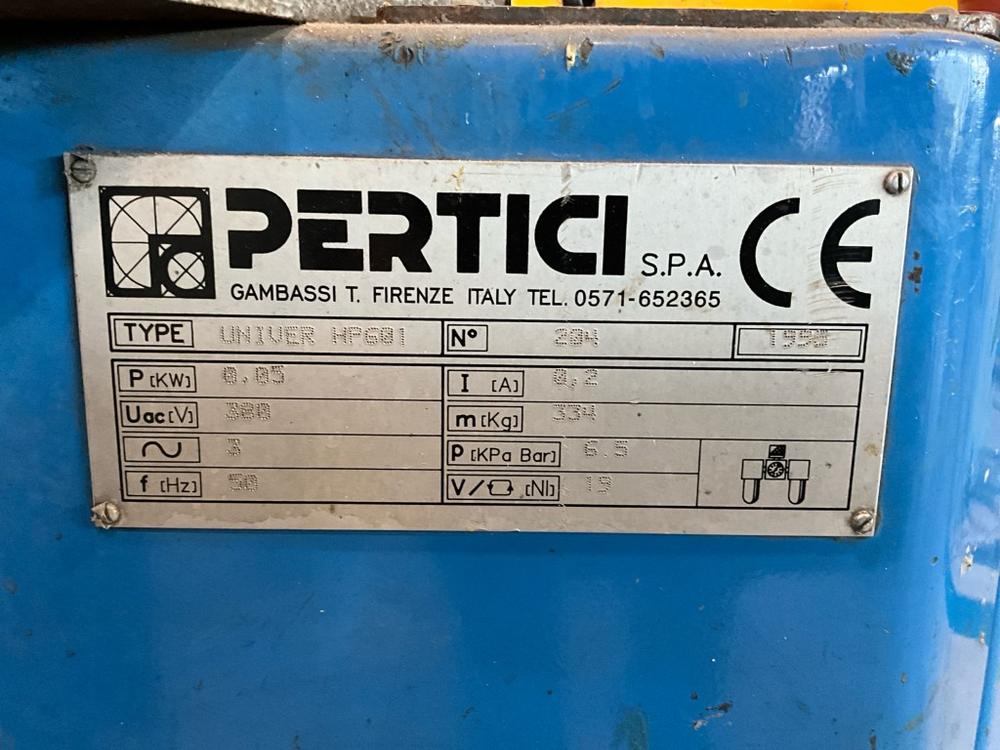 PERTICI S.P.A. CE
GAMBASSI T. FIRENZE ITALY TEL. 0571-652365
TYPE UNIVER HP601 N° 204
P [KW] 0,05 I [A] 0,2
Uac [V] 380 m [Kg] 334
~ 3 P [KPa Bar] 6.5
f [Hz] 50 V/ [Nl] 19